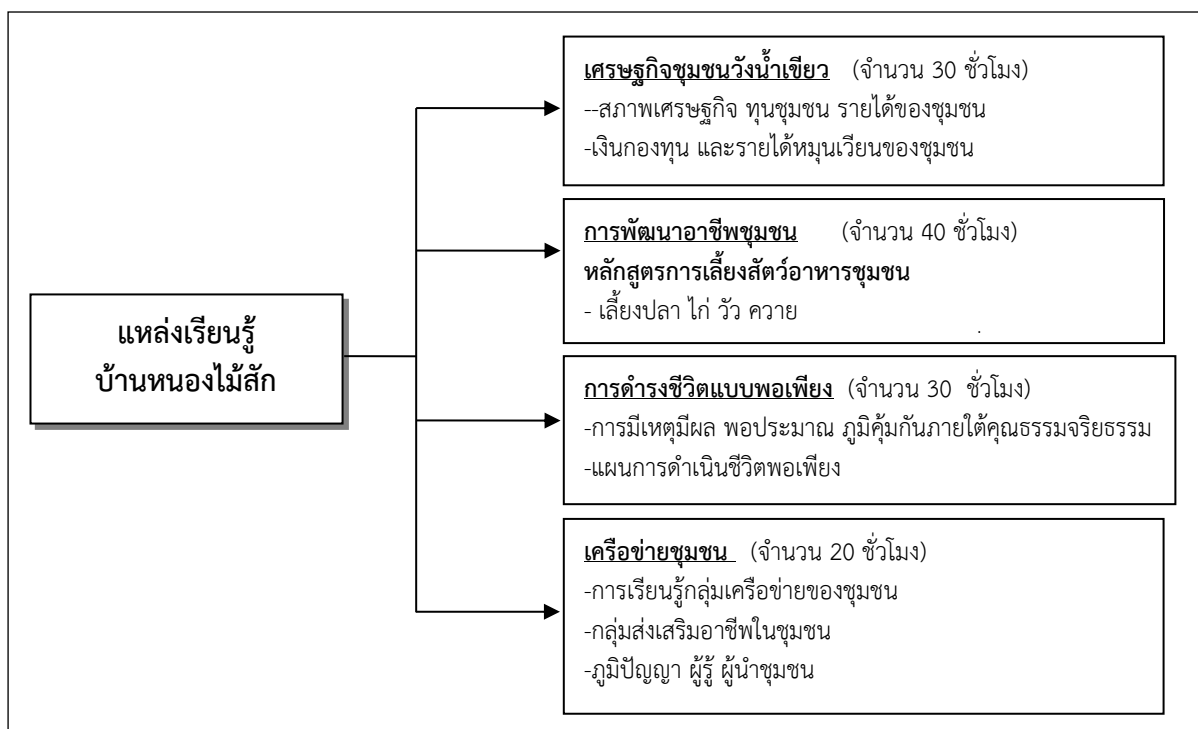 แหล่งเรียนรู้
บ้านหนองไม้สัก
เศรษฐกิจชุมชนวังน้ำเขียว (จำนวน 30 ชั่วโมง)
--สภาพเศรษฐกิจ ทุนชุมชน รายได้ของชุมชน
-เงินกองทุน และรายได้หมุนเวียนของชุมชน
การพัฒนาอาชีพชุมชน (จำนวน 40 ชั่วโมง)
หลักสูตรการเลี้ยงสัตว์อาหารชุมชน
- เลี้ยงปลา ไก่ วัว ควาย
.
การดำรงชีวิตแบบพอเพียง (จำนวน 30 ชั่วโมง)
-การมีเหตุมีผล พอประมาณ ภูมิคุ้มกันภายใต้คุณธรรมจริยธรรม
-แผนการดำเนินชีวิตพอเพียง
เครือข่ายชุมชน (จำนวน 20 ชั่วโมง)
-การเรียนรู้กลุ่มเครือข่ายของชุมชน
-กลุ่มส่งเสริมอาชีพในชุมชน
-ภูมิปัญญา ผู้รู้ ผู้นำชุมชน